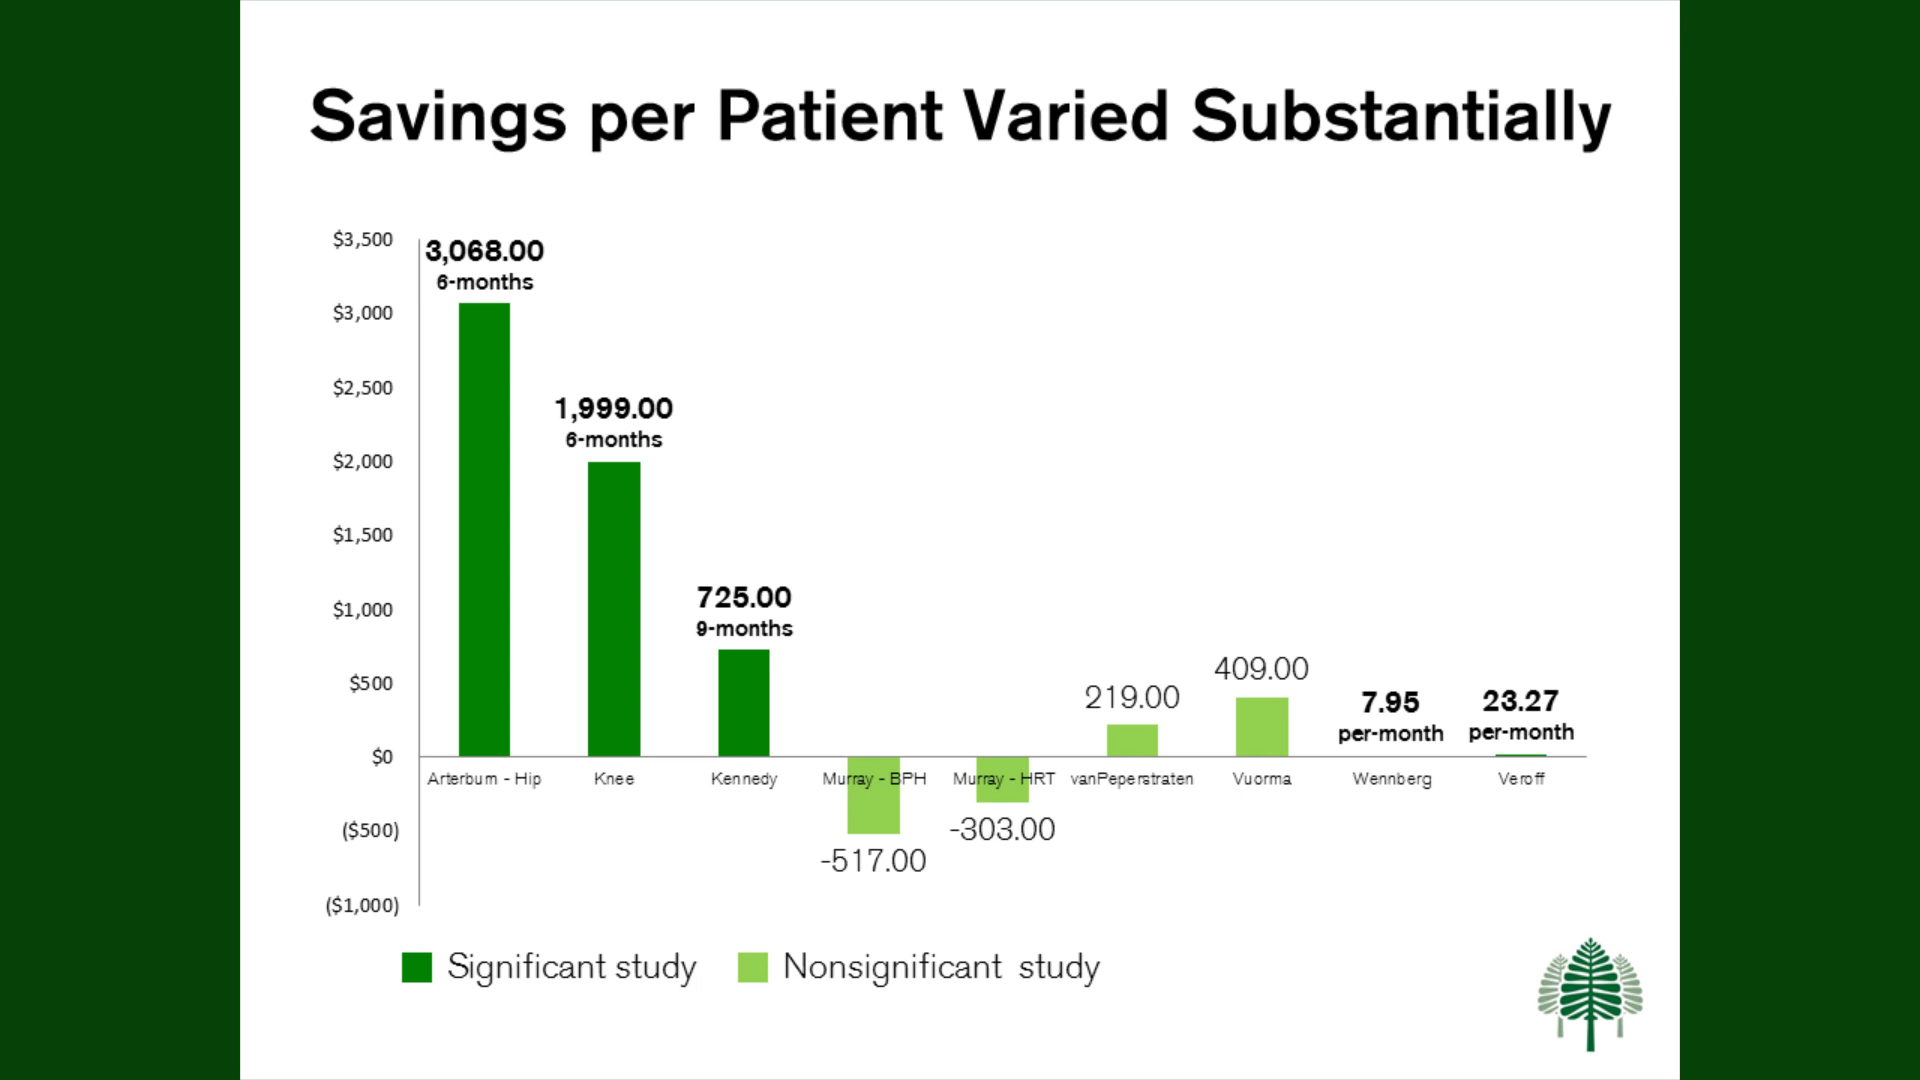 Savings per Patient Varied Substantially
$3,500
$3,000
$2,500
$2,000
$1,500
$1,000
$500
$0
($500)
($1,000)
3,068.00
6-months
1,999.00
6-months
725.00
9-months
-517.00
-303.00
219.00
409.00
7.95
per-month
23.27
per-month
Arterburn - Hip
Knee
Kennedy
Murray - BPH
Murray - HRT
vanPeperstraten
Vuorma
Wennberg
Veroff
Significant study
Nonsignificant study